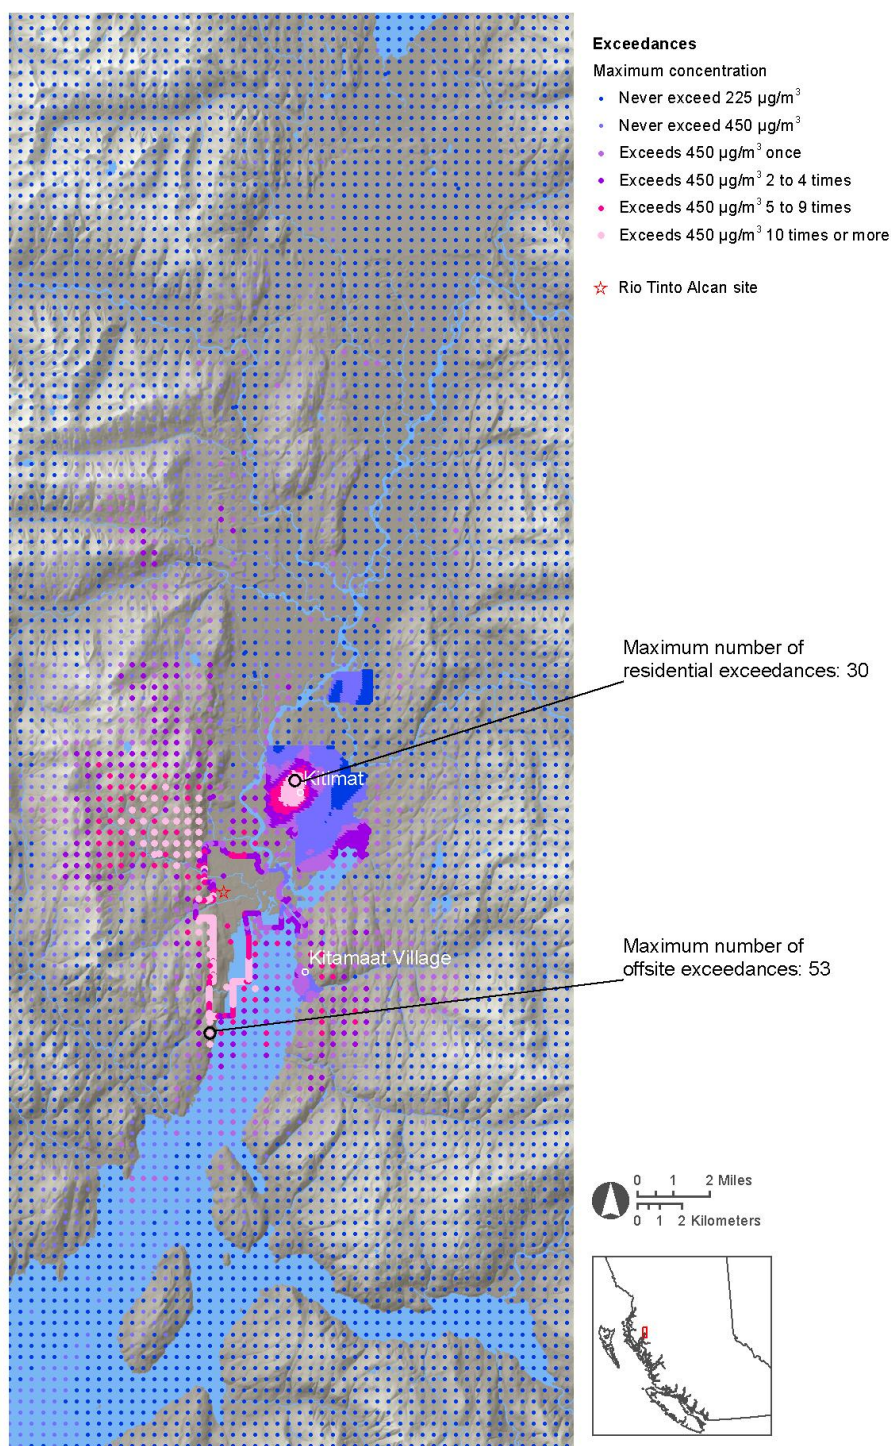 Exceedances
Maximum concentration
Never exceed 225 µg/m³
Never exceed 450 µg/m³
Exceeds 450 µg/m³ once
Exceeds 450 µg/m³ 2 to 4 times
Exceeds 450 µg/m³ 5 to 9 times
Exceeds 450 µg/m³ 10 times or more
Rio Tinto Alcan site
Maximum number of
residential exceedances: 30
Kitimat
Maximum number of
offsite exceedances: 53
Kitamaat Village
0 1 2 Miles
0 1 2 Kilometers